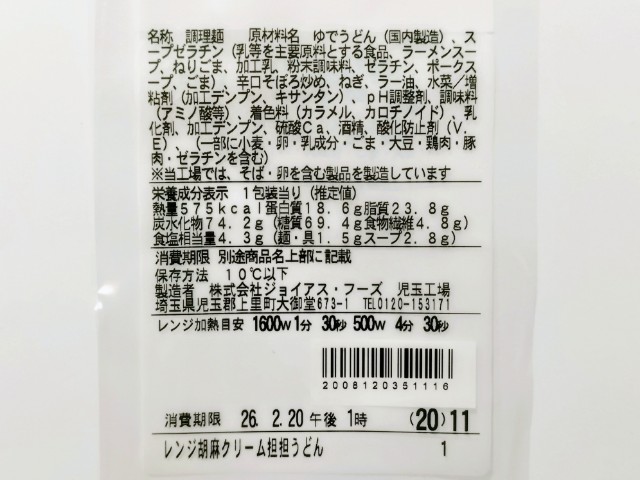 名称 調理麺 原材料名 ゆでうどん（国内製造）、ス
ープゼラチン（乳等を主要原料とする食品、ラーメンスー
プ、ねりごま、加工乳、粉末調味料、ゼラチン、ポークス
ープ、ごま）、辛口そぼろ炒め、ねぎ、ラー油、水菜／増
粘剤（加工デンプン、キサンタン）、pH調整剤、調味料
（アミノ酸等）、着色料（カラメル、カロチノイド）、乳
化剤、加工デンプン、硫酸Ca、酒精、酸化防止剤（V.
E）、（一部に小麦・卵・乳成分・ごま・大豆・鶏肉・豚
肉・ゼラチンを含む）
※当工場では、そば・卵を含む製品を製造しています
栄養成分表示 1包装当り（推定値）
熱量575kcal蛋白質18.6g脂質23.8g
炭水化物74.2g（糖質69.4g食物繊維4.8g）
食塩相当量4.3g（麺・具1.5gスープ2.8g）
消費期限 別途商品名上部に記載
保存方法 10℃以下
製造者 株式会社ジョイアス・フーズ 児玉工場
埼玉県児玉郡上里町大御堂673-1 TEL0120-153171
レンジ加熱目安 1600W 1分 30秒 500W 4分 30秒
2008120351116
消費期限 26. 2.20 午後 1時 (20) 11
レンジ胡麻クリーム担担うどん 1